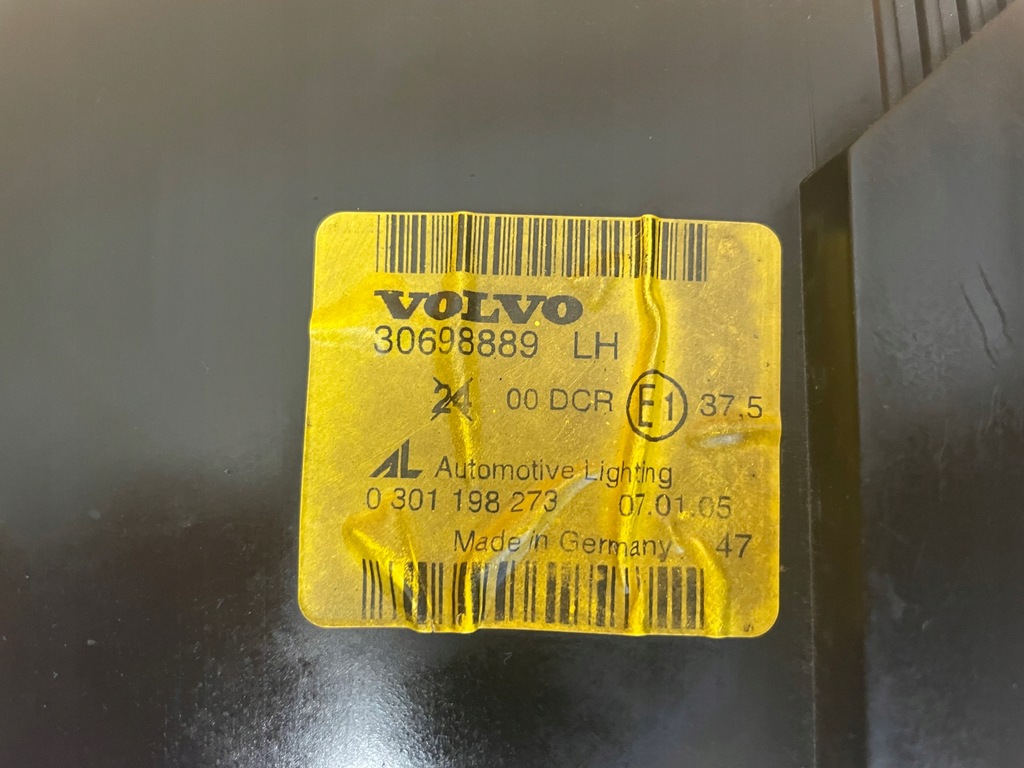 VOLVO
30698889 LH
24 00 DCR E1 37,5
AL Automotive Lighting
0 301 198 273 07.01.05
Made in Germany 47